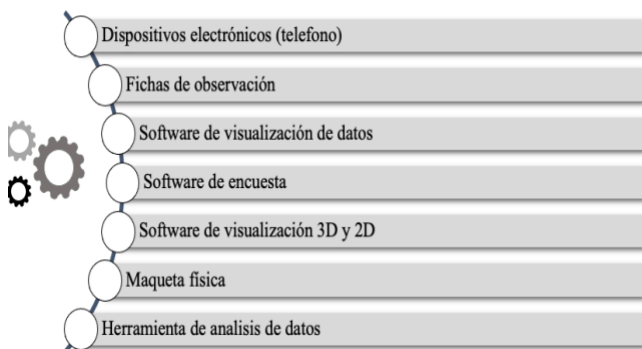 Dispositivos electrónicos (telefono)
Fichas de observación
Software de visualización de datos
Software de encuesta
Software de visualización 3D y 2D
Maqueta física
Herramienta de analisis de datos